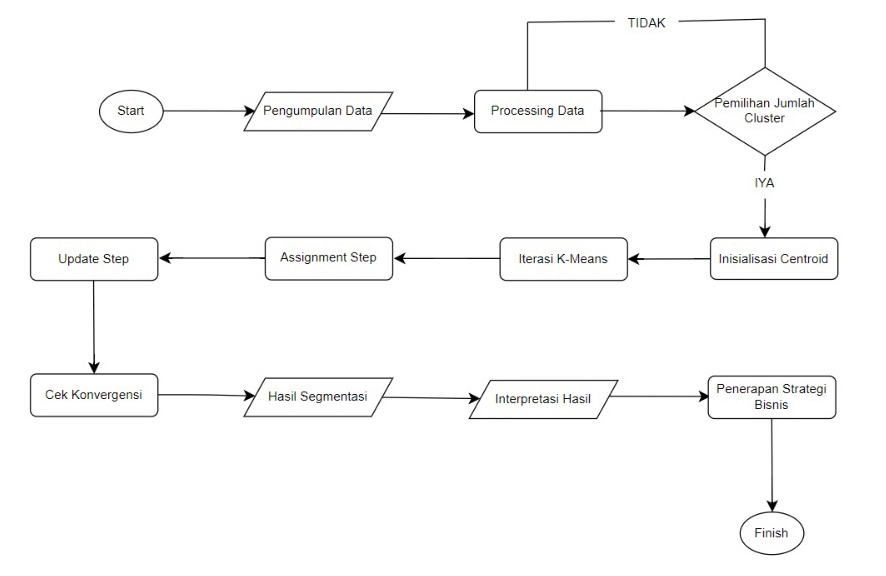 TIDAK
Start
Pengumpulan Data
Processing Data
Pemilihan Jumlah
Cluster
IYA
Inisialisasi Centroid
Iterasi K-Means
Assignment Step
Update Step
Cek Konvergensi
Hasil Segmentasi
Interpretasi Hasil
Penerapan Strategi
Bisnis
Finish